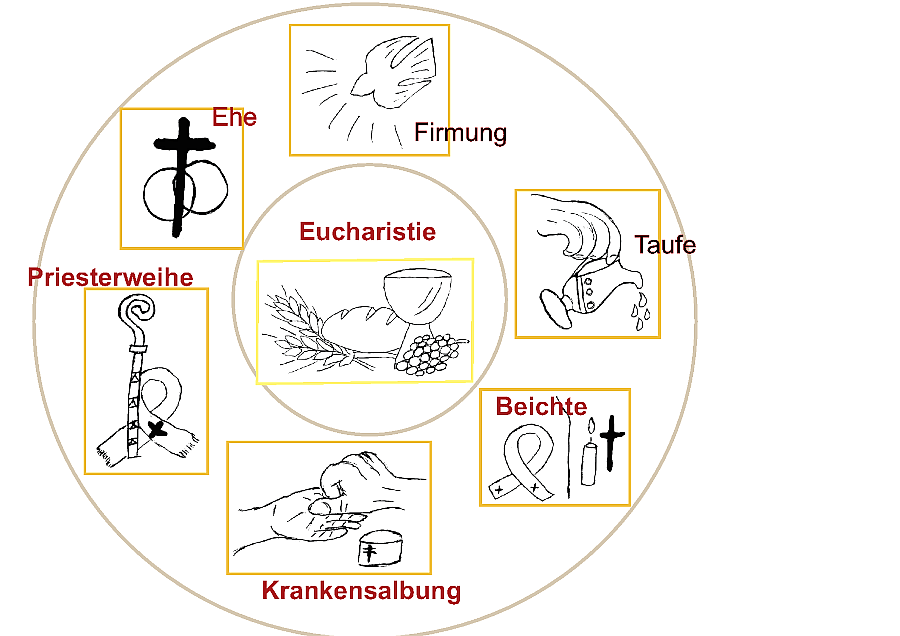 Ehe
Firmung
Eucharistie
Taufe
Priesterweihe
Beichte
Krankensalbung